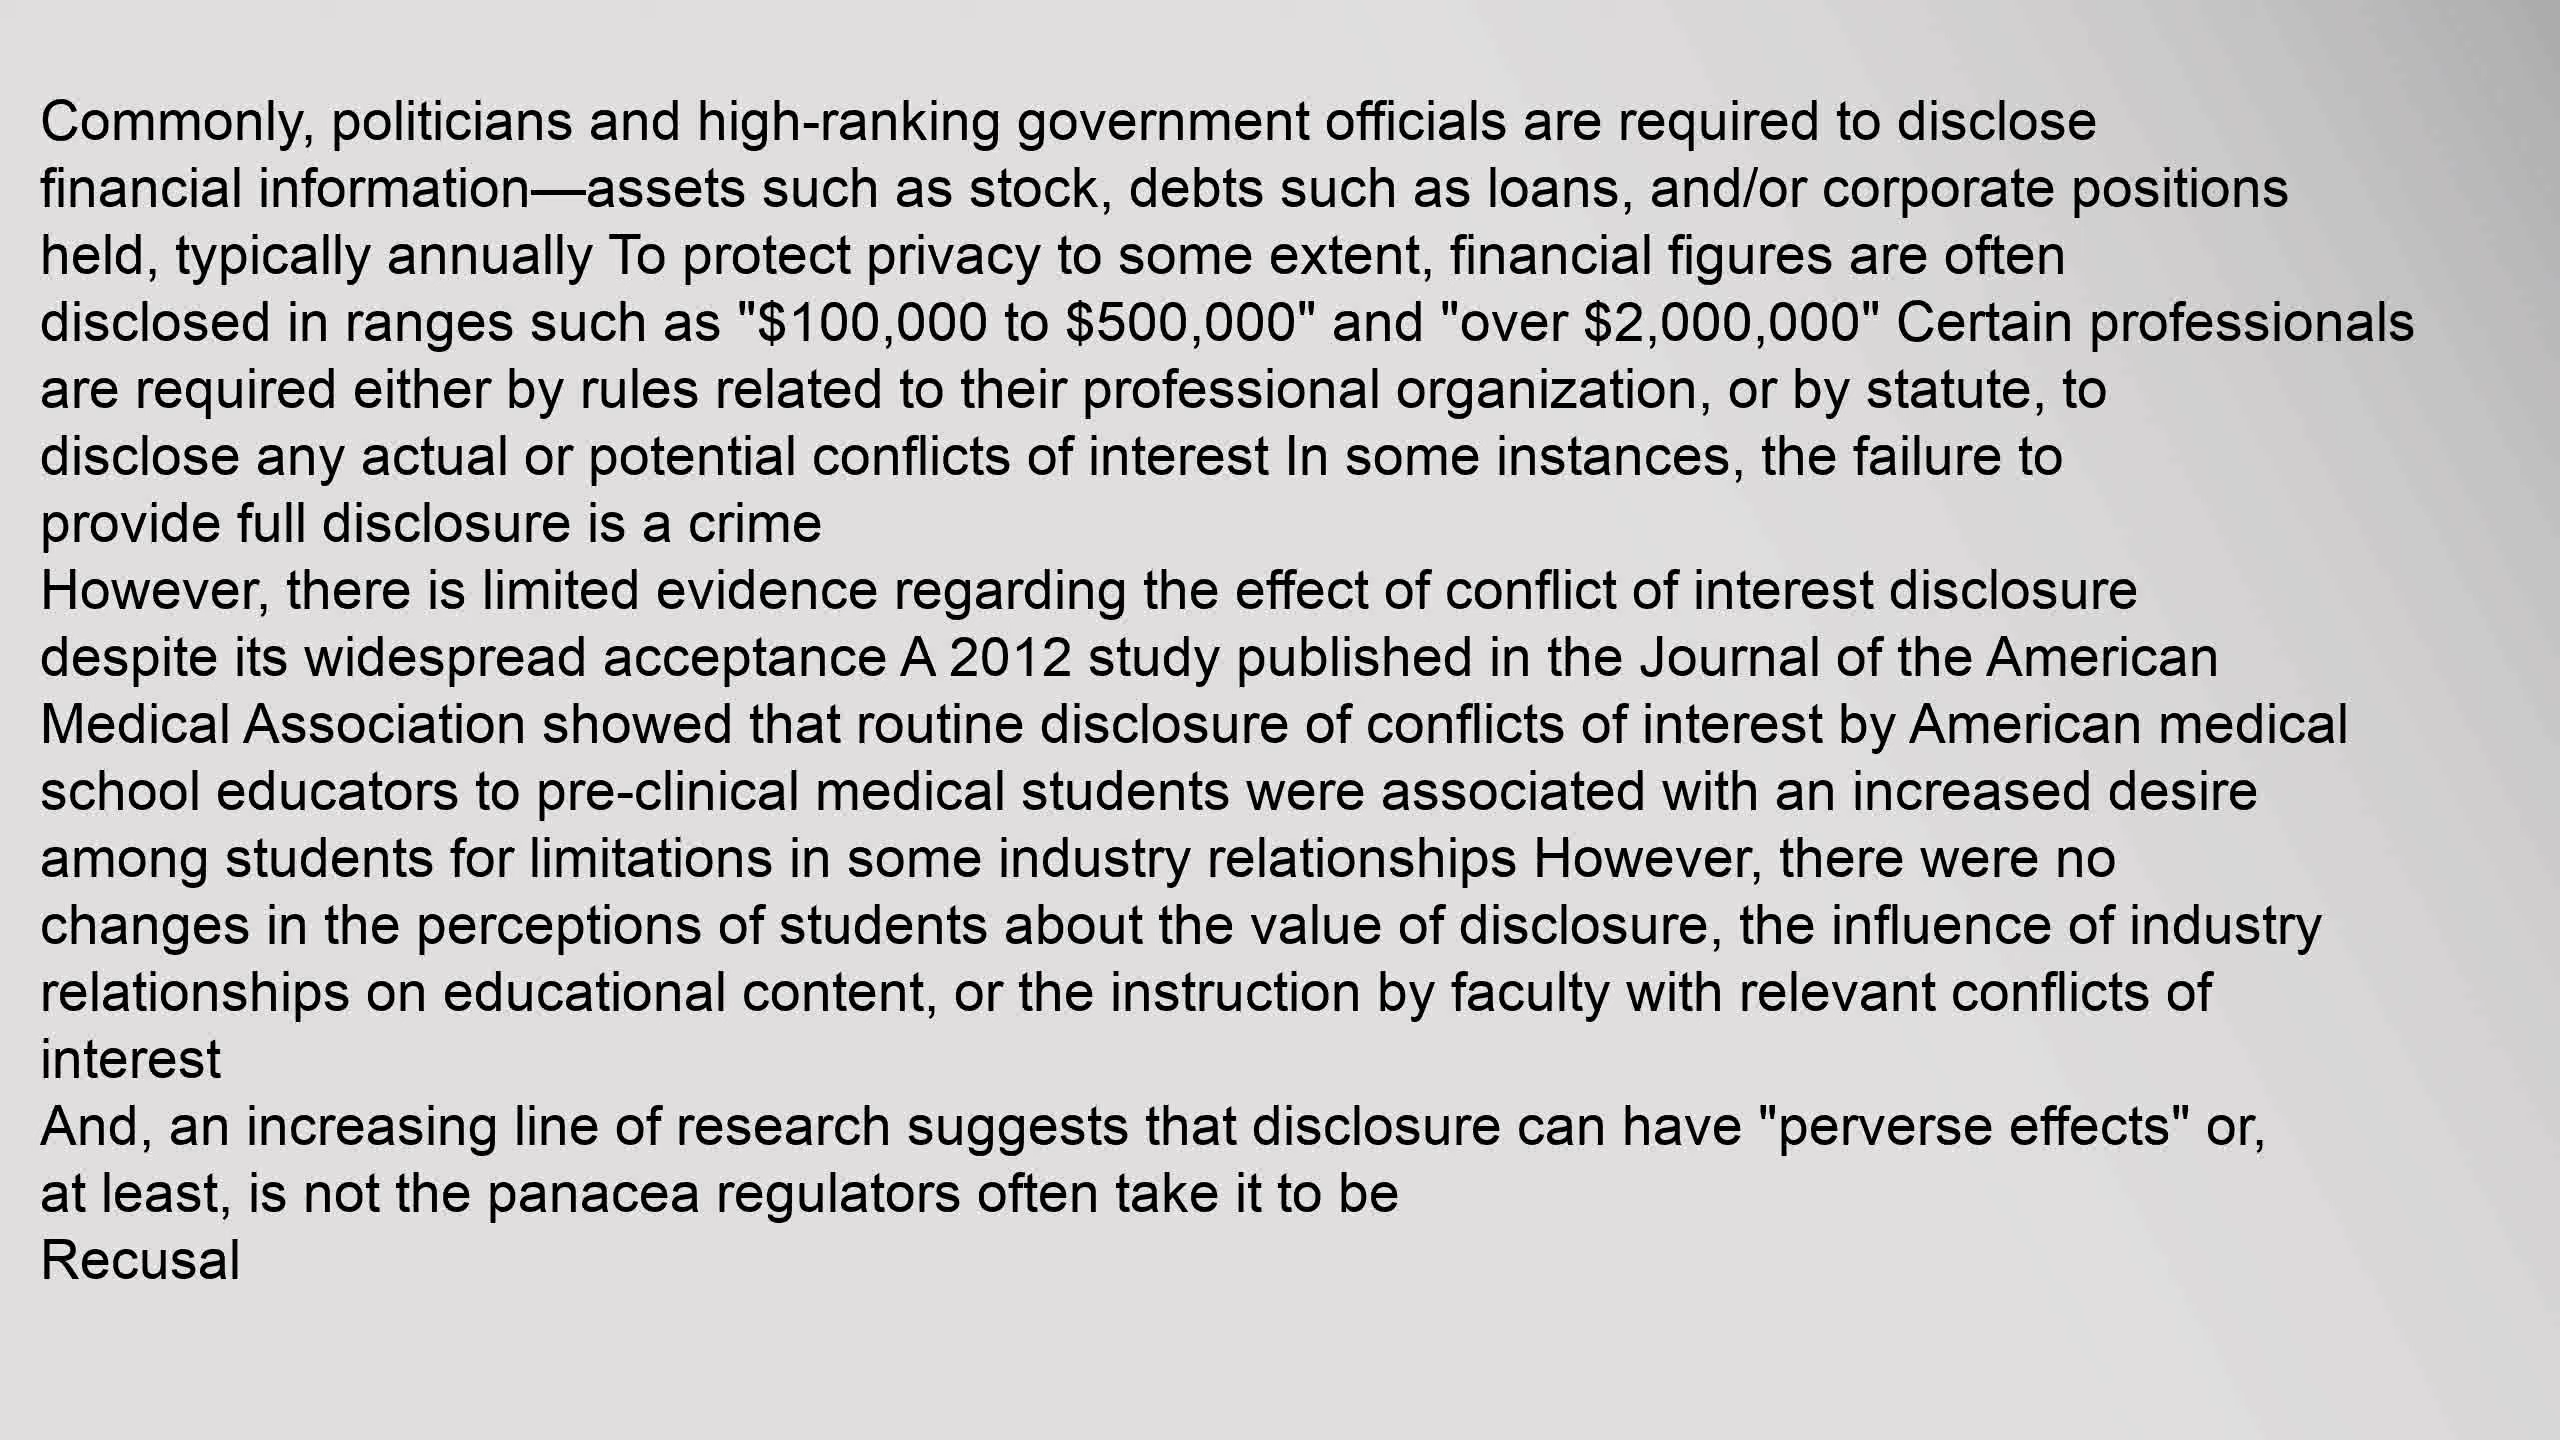 Commonly, politicians and high-ranking government officials are required to disclose
financial information—assets such as stock, debts such as loans, and/or corporate positions
held, typically annually To protect privacy to some extent, financial figures are often
disclosed in ranges such as "$100,000 to $500,000" and "over $2,000,000" Certain professionals
are required either by rules related to their professional organization, or by statute, to
disclose any actual or potential conflicts of interest In some instances, the failure to
provide full disclosure is a crime
However, there is limited evidence regarding the effect of conflict of interest disclosure
despite its widespread acceptance A 2012 study published in the Journal of the American
Medical Association showed that routine disclosure of conflicts of interest by American medical
school educators to pre-clinical medical students were associated with an increased desire
among students for limitations in some industry relationships However, there were no
changes in the perceptions of students about the value of disclosure, the influence of industry
relationships on educational content, or the instruction by faculty with relevant conflicts of
interest
And, an increasing line of research suggests that disclosure can have "perverse effects" or,
at least, is not the panacea regulators often take it to be
Recusal